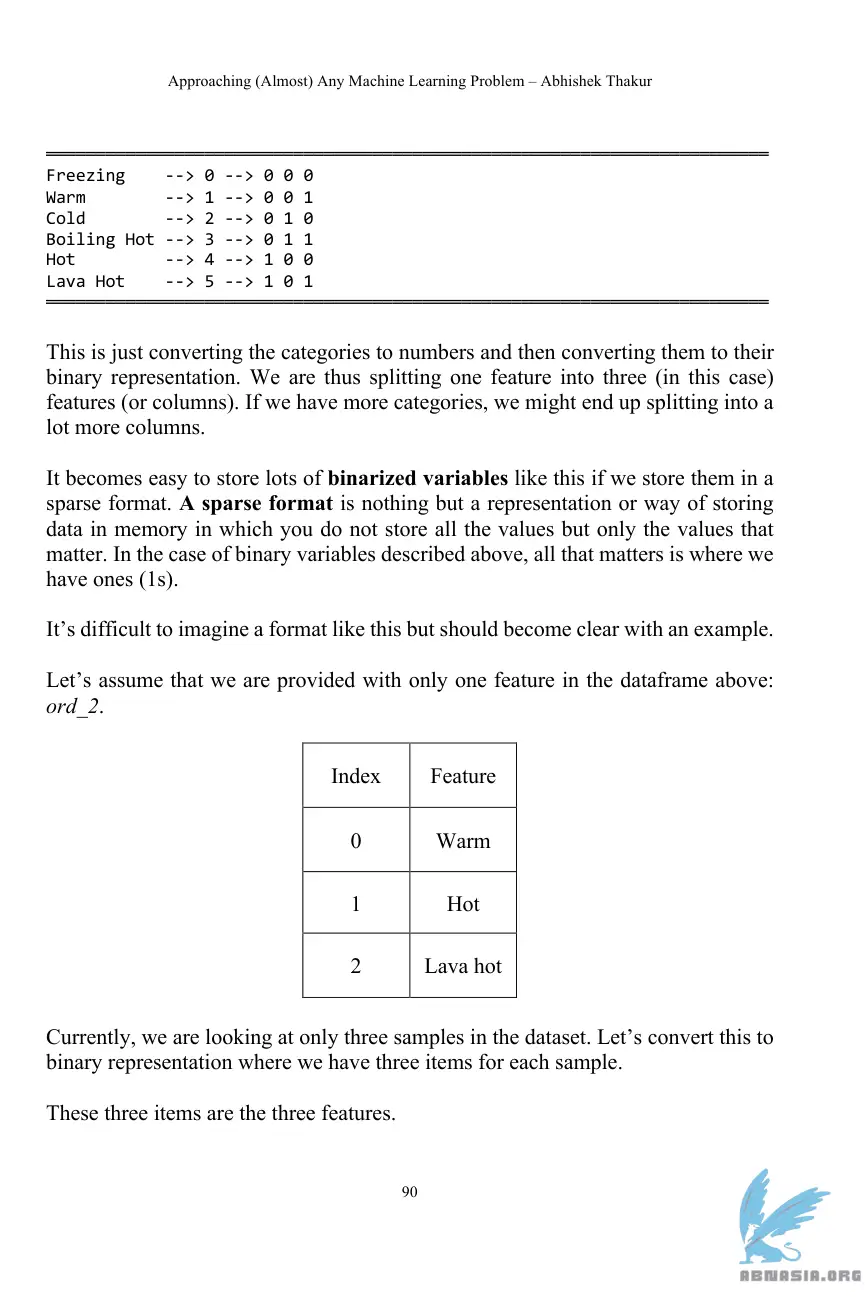 Approaching (Almost) Any Machine Learning Problem – Abhishek Thakur
Freezing    --> 0 --> 0 0 0
Warm        --> 1 --> 0 0 1
Cold        --> 2 --> 0 1 0
Boiling Hot --> 3 --> 0 1 1
Hot         --> 4 --> 1 0 0
Lava Hot    --> 5 --> 1 0 1
This is just converting the categories to numbers and then converting them to their
binary representation. We are thus splitting one feature into three (in this case)
features (or columns). If we have more categories, we might end up splitting into a
lot more columns.
It becomes easy to store lots of binarized variables like this if we store them in a
sparse format. A sparse format is nothing but a representation or way of storing
data in memory in which you do not store all the values but only the values that
matter. In the case of binary variables described above, all that matters is where we
have ones (1s).
It’s difficult to imagine a format like this but should become clear with an example.
Let’s assume that we are provided with only one feature in the dataframe above:
ord_2.
Index Feature
0 Warm
1 Hot
2 Lava hot
Currently, we are looking at only three samples in the dataset. Let’s convert this to
binary representation where we have three items for each sample.
These three items are the three features.
90
ABNASIA.ORG